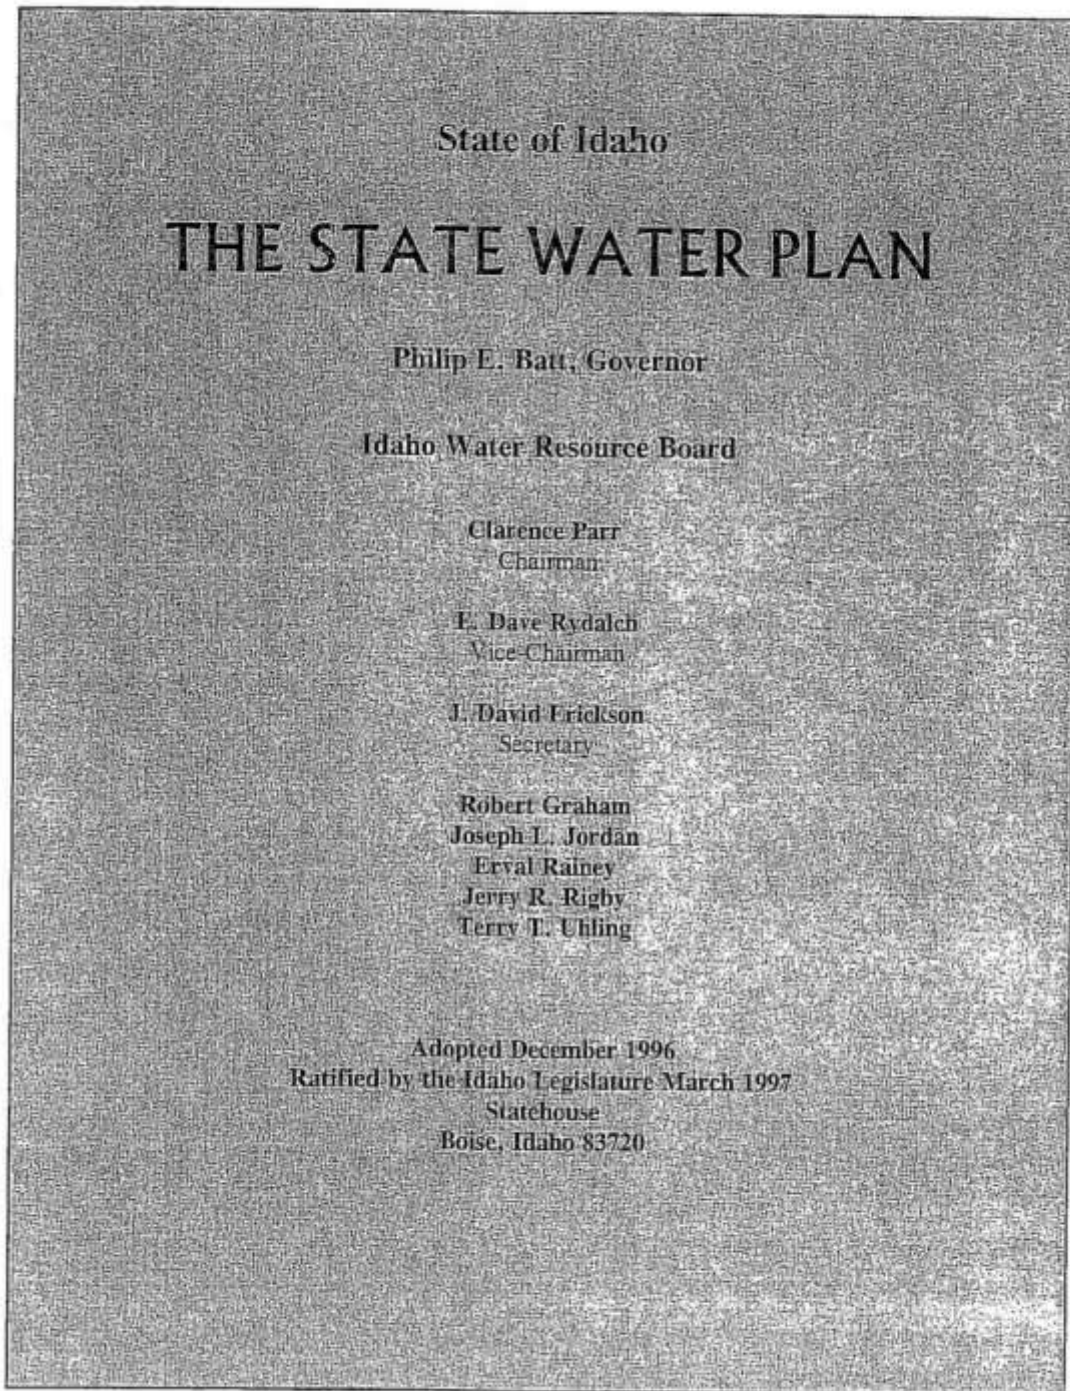 State of Idaho
THE STATE WATER PLAN
Philip E. Batt, Governor
Idaho Water Resource Board
Clarence Parr
Chairman
F. Dave Rydalch
Vice-Chairman
J. David Erickson
Secretary
Robert Graham
Joseph L. Jordan
Erval Rainey
Jerry R. Rigby
Terry T. Uhling
Adopted December 1996
Ratified by the Idaho Legislature March 1997
Statehouse
Boise, Idaho 83720